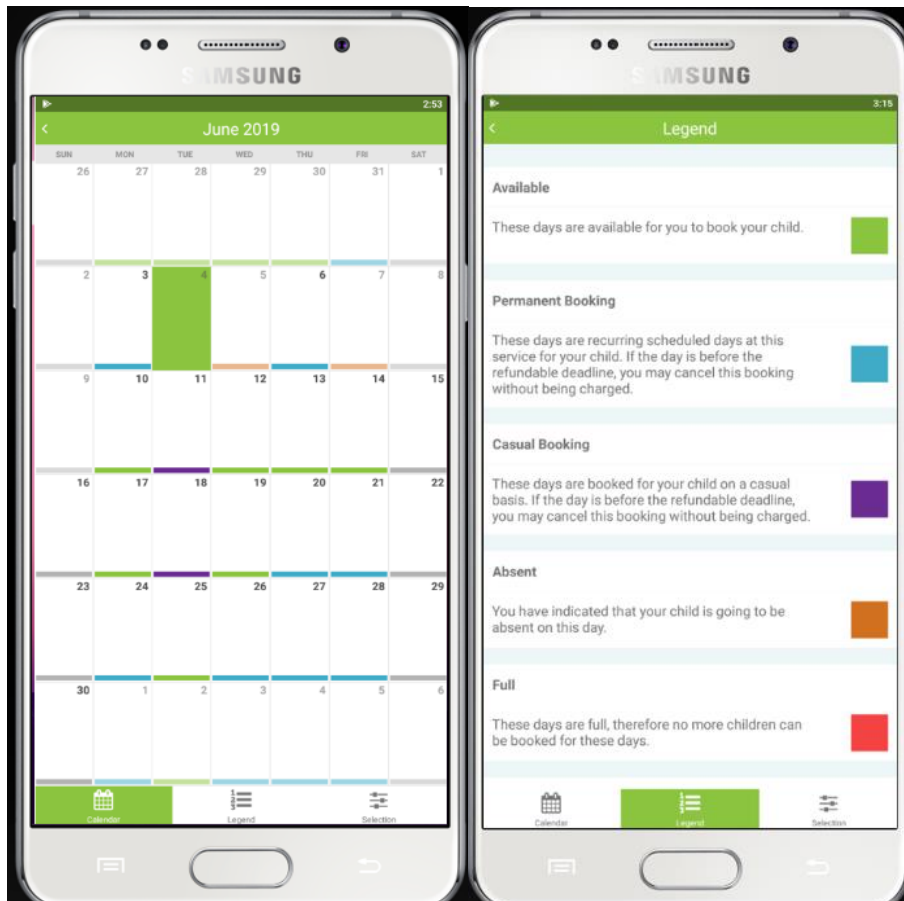 SAMSUNG
2:53
June 2019
SUN MON TUE WED THU FRI SAT
26 27 28 29 30 31 1
2 3 4 5 6 7 8
9 10 11 12 13 14 15
16 17 18 19 20 21 22
23 24 25 26 27 28 29
30 1 2 3 4 5 6
Calendar Legend Selection
SAMSUNG
3:15
Legend
Available
These days are available for you to book your child.
Permanent Booking
These days are recurring scheduled days at this
service for your child. If the day is before the
refundable deadline, you may cancel this booking
without being charged.
Casual Booking
These days are booked for your child on a casual
basis. If the day is before the refundable deadline,
you may cancel this booking without being charged.
Absent
You have indicated that your child is going to be
absent on this day.
Full
These days are full, therefore no more children can
be booked for these days.
Calendar Legend Selection